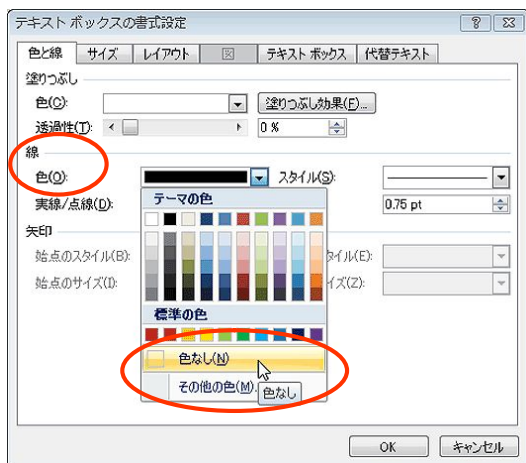 テキスト ボックスの書式設定
色と線 サイズ レイアウト 図 テキスト ボックス 代替テキスト
塗りつぶし
色(C): 塗りつぶし効果(F)...
透過性(T): 0 %
線
色(O): スタイル(S):
実線/点線(D): 0.75 pt
テーマの色
矢印
始点のスタイル(B): タイル(E):
始点のサイズ(I): イズ(Z):
標準の色
色なし(N)
その他の色(M). 色なし
OK キャンセル